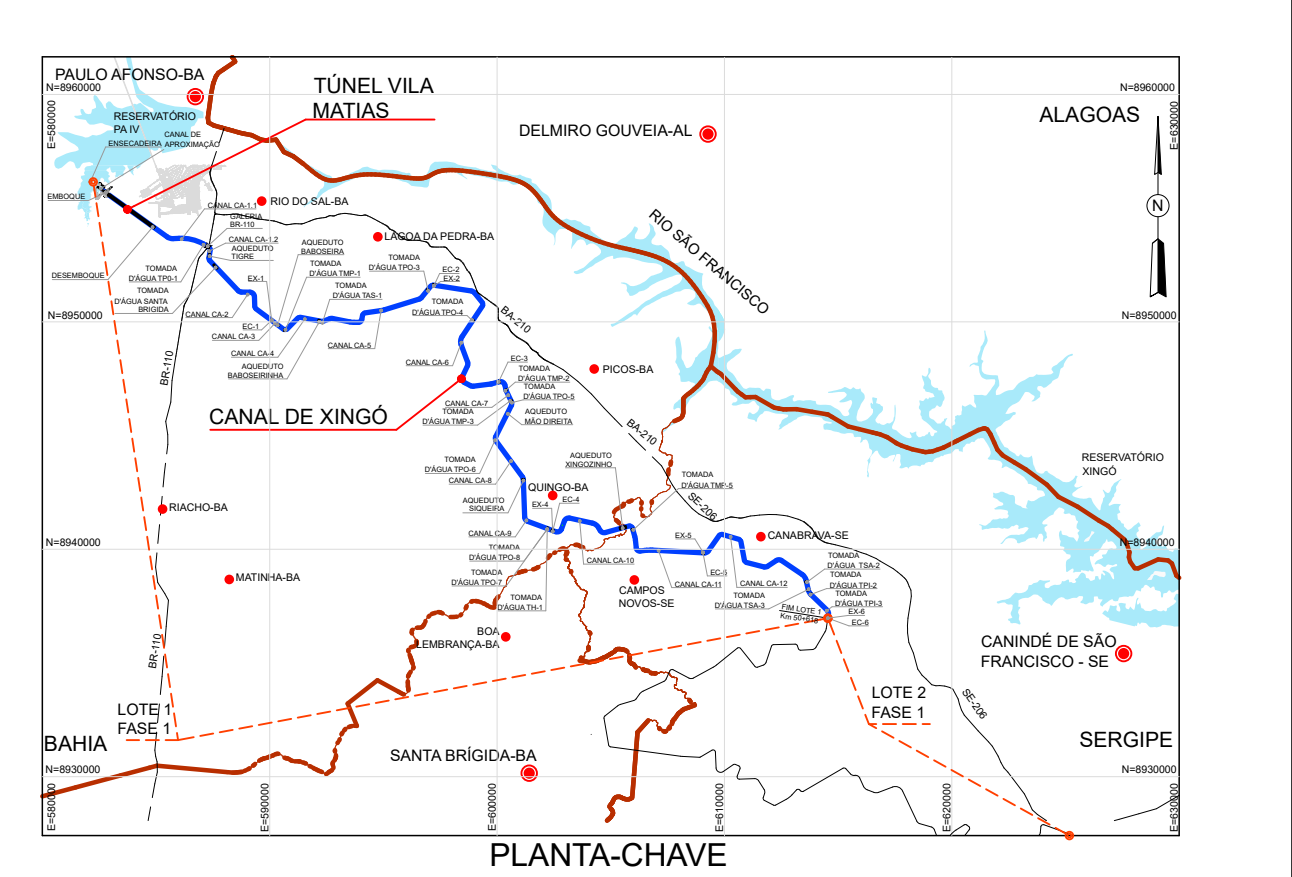 PAULO AFONSO-BA
N=8960000
E=580000
TÚNEL VILA
MATIAS
RESERVATÓRIO
PA IV
ENSECADEIRA
CANAL DE
APROXIMAÇÃO
DELMIRO GOUVEIA-AL
ALAGOAS
N=8960000
E=630000
N
EMBOQUE
CANAL CA-1.1
RIO DO SAL-BA
GALERIA
BR-110
CANAL CA-1.2
AQUEDUTO
TIGRE
AQUEDUTO
BABOSEIRA
LAGOA DA PEDRA-BA
RIO SÃO FRANCISCO
DESEMBOQUE
TOMADA
D'ÁGUA TP0-1
TOMADA
D'ÁGUA SANTA
BRIGIDA
EX-1
TOMADA
D'ÁGUA TMP-1
TOMADA
D'ÁGUA TPO-3
EC-2
EX-2
TOMADA
D'ÁGUA TAS-1
CANAL CA-2
TOMADA
D'ÁGUA TPO-4
BA-210
N=8950000
N=8950000
EC-1
CANAL CA-3
CANAL CA-4
CANAL CA-5
AQUEDUTO
BABOSEIRINHA
CANAL CA-6
EC-3
TOMADA
D'ÁGUA TMP-2
TOMADA
D'ÁGUA TPO-5
PICOS-BA
BR-110
CANAL DE XINGÓ
CANAL CA-7
TOMADA
D'ÁGUA TMP-3
AQUEDUTO
MÃO DIREITA
BA-210
TOMADA
D'ÁGUA TPO-6
CANAL CA-8
AQUEDUTO
XINGOZINHO
TOMADA
D'ÁGUA TMP-5
RESERVATÓRIO
XINGÓ
QUINGO-BA
AQUEDUTO
SIQUEIRA
EX-4
EC-4
SE-206
RIACHO-BA
CANAL CA-9
EX-5
CANABRAVA-SE
N=8940000
N=8940000
TOMADA
D'ÁGUA TPO-8
CANAL CA-10
TOMADA
D'ÁGUA TSA-2
MATINHA-BA
TOMADA
D'ÁGUA TPO-7
EC-5
CANAL CA-11
CANAL CA-12
TOMADA
D'ÁGUA TPI-2
CAMPOS
NOVOS-SE
TOMADA
D'ÁGUA TH-1
TOMADA
D'ÁGUA TSA-3
TOMADA
D'ÁGUA TPI-3
FIM LOTE 1
Km 50+618
EX-6
EC-6
BOA
LEMBRANÇA-BA
CANINDÉ DE SÃO
FRANCISCO - SE
BR-110
LOTE 1
FASE 1
LOTE 2
FASE 1
SE-206
BAHIA
SANTA BRÍGIDA-BA
SERGIPE
N=8930000
N=8930000
E=580000
E=590000
E=600000
E=610000
E=620000
E=630000
PLANTA-CHAVE